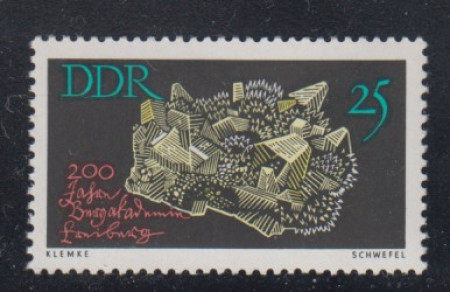 DDR 25
200
Jahre
Bergakademie
Freiberg
KLEMKE SCHWEFEL